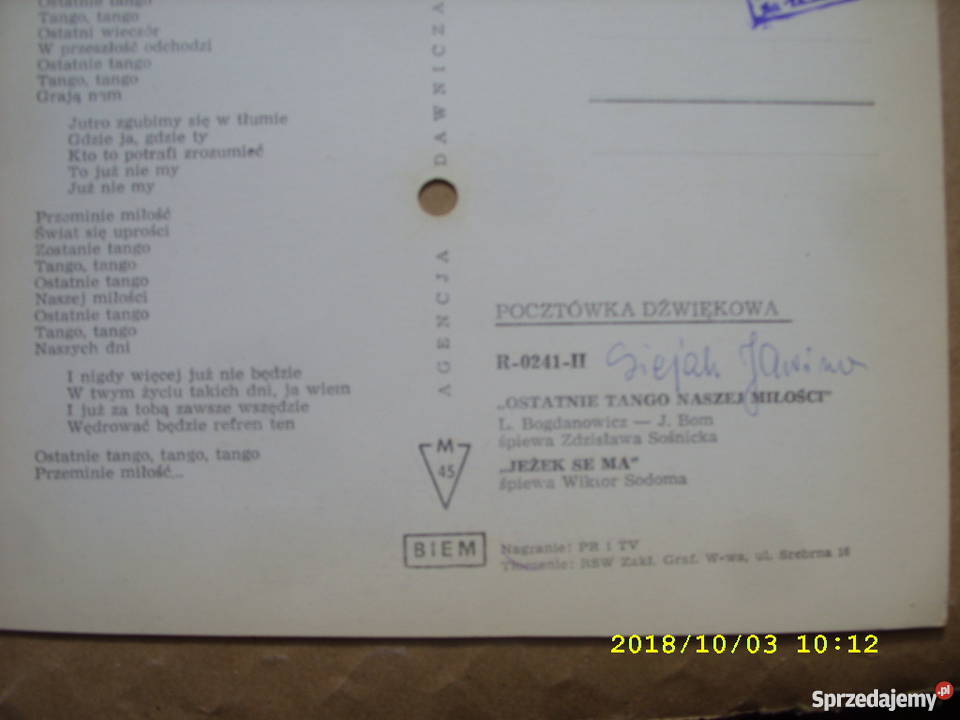 Ostatnie tango
Tango, tango
Ostatni wieczór
W przeszłość odchodzi
Ostatnie tango
Tango, tango
Grają nam
Jutro zgubimy się w tłumie
Gdzie ja, gdzie ty
Kto to potrafi zrozumieć
To już nie my
Już nie my
Przeminie miłość
Świat się uprości
Zostanie tango
Tango, tango
Ostatnie tango
Naszej miłości
Ostatnie tango
Tango, tango
Naszych dni
I nigdy więcej już nie będzie
W twym życiu takich dni, ja wiem
I już za tobą zawsze wszędzie
Wędrować będzie refren ten
Ostatnie tango, tango, tango
Przeminie miłość...
AGENCJA DAWNICZA
M
45
BIEM
POCZTÓWKA DŹWIĘKOWA
R-0241-II
„OSTATNIE TANGO NASZEJ MIŁOŚCI"
L. Bogdanowicz — J. Bom
śpiewa Zdzisława Sośnicka
„JEŻEK SE MA"
śpiewa Wiktor Sodoma
Nagranie: PR i TV
Tłoczenie: RSW Zakł. Graf. W-wa, ul. Srebrna 16
2018/10/03 10:12
Sprzedajemy.pl